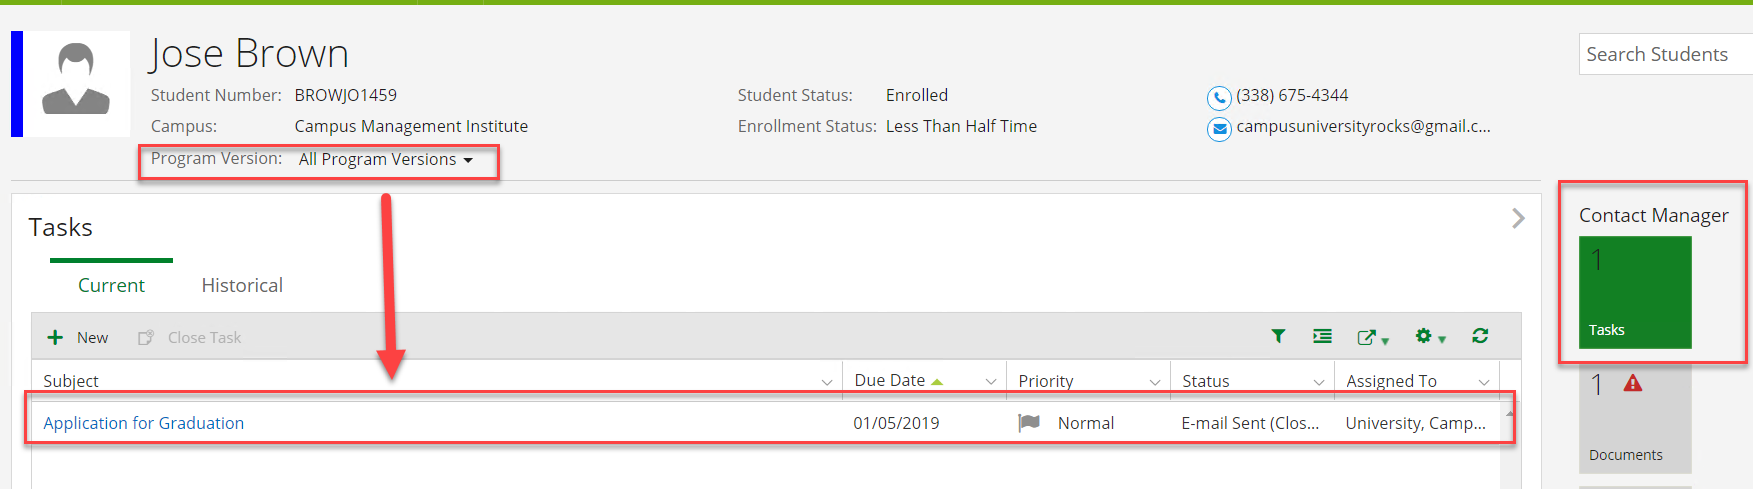 Jose Brown
Search Students
Student Number: BROWJO1459 Student Status: Enrolled (338) 675-4344
Campus: Campus Management Institute Enrollment Status: Less Than Half Time campusuniversityrocks@gmail.c...
Program Version: All Program Versions
Contact Manager
1
Tasks
Tasks
Current Historical
New Close Task
Subject Due Date Priority Status Assigned To
Application for Graduation 01/05/2019 Normal E-mail Sent (Clos... University, Camp...
1
Documents